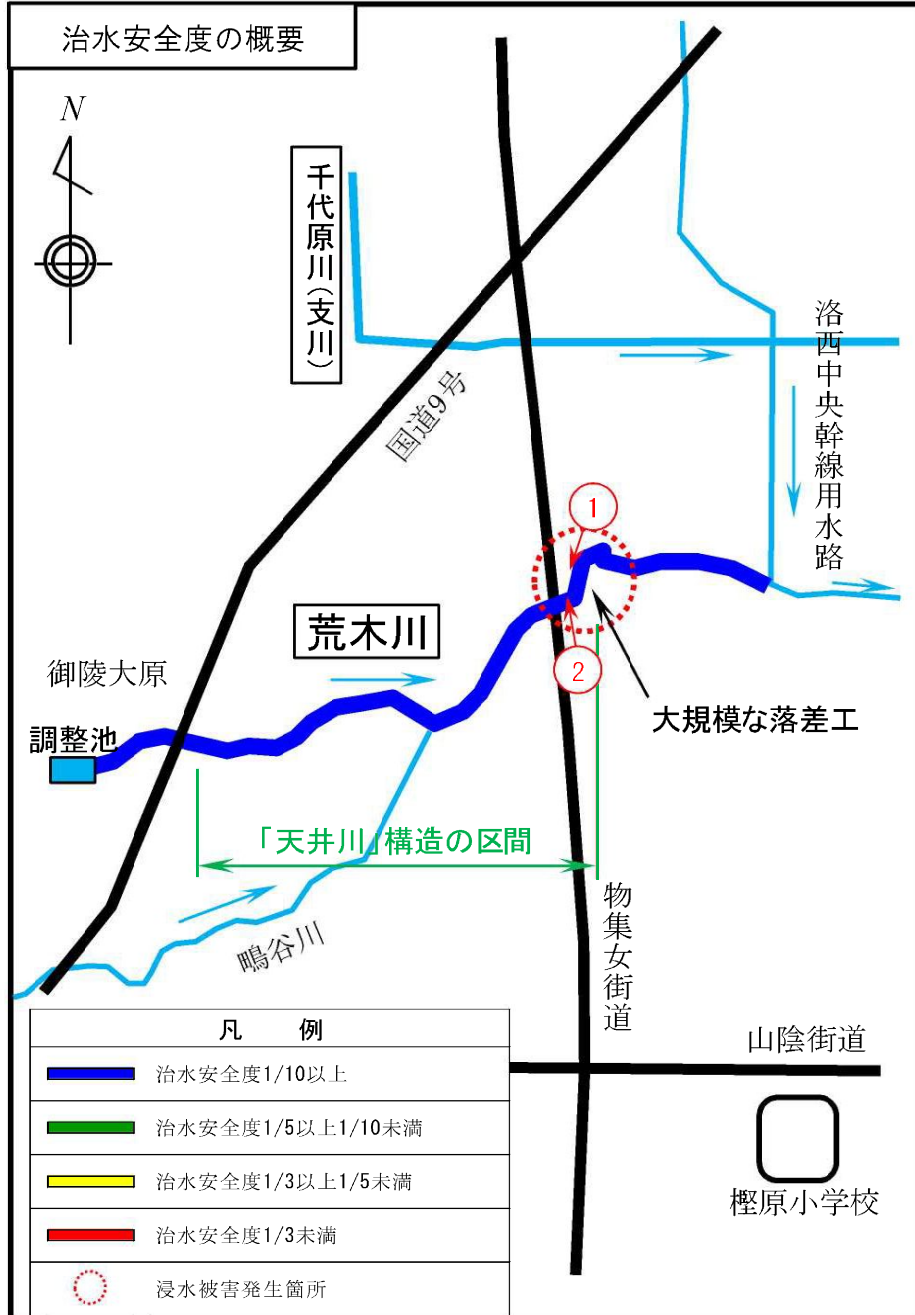 治水安全度の概要
N
千代原川(支川)
洛西中央幹線用水路
国道9号
1
荒木川
2
御陵大原
大規模な落差工
調整池
「天井川」構造の区間
物集女街道
鴫谷川
凡 例
山陰街道
治水安全度1/10以上
治水安全度1/5以上1/10未満
治水安全度1/3以上1/5未満
樫原小学校
治水安全度1/3未満
浸水被害発生箇所